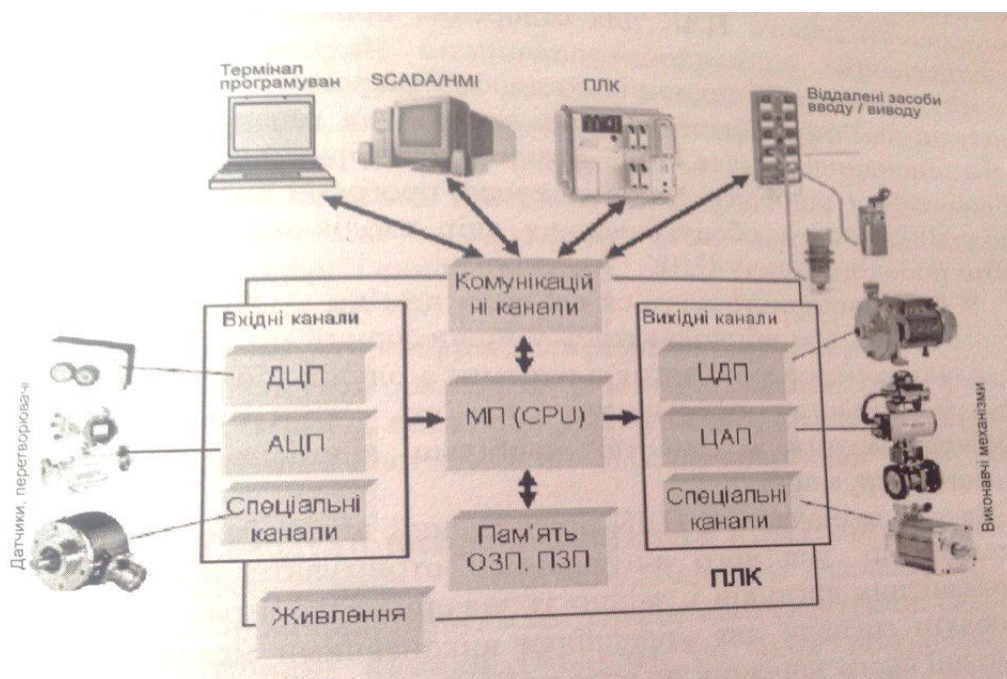 Термінал
програмуван
SCADA/HMI
ПЛК
Віддалені засоби
вводу / виводу
Комунікацій
ні канали
Вхідні канали
ДЦП
АЦП
Спеціальні
канали
МП (CPU)
Пам'ять
ОЗП, ПЗП
Вихідні канали
ЦДП
ЦАП
Спеціальні
канали
ПЛК
Живлення
Датчики, перетворювачі
Виконавчі механізми